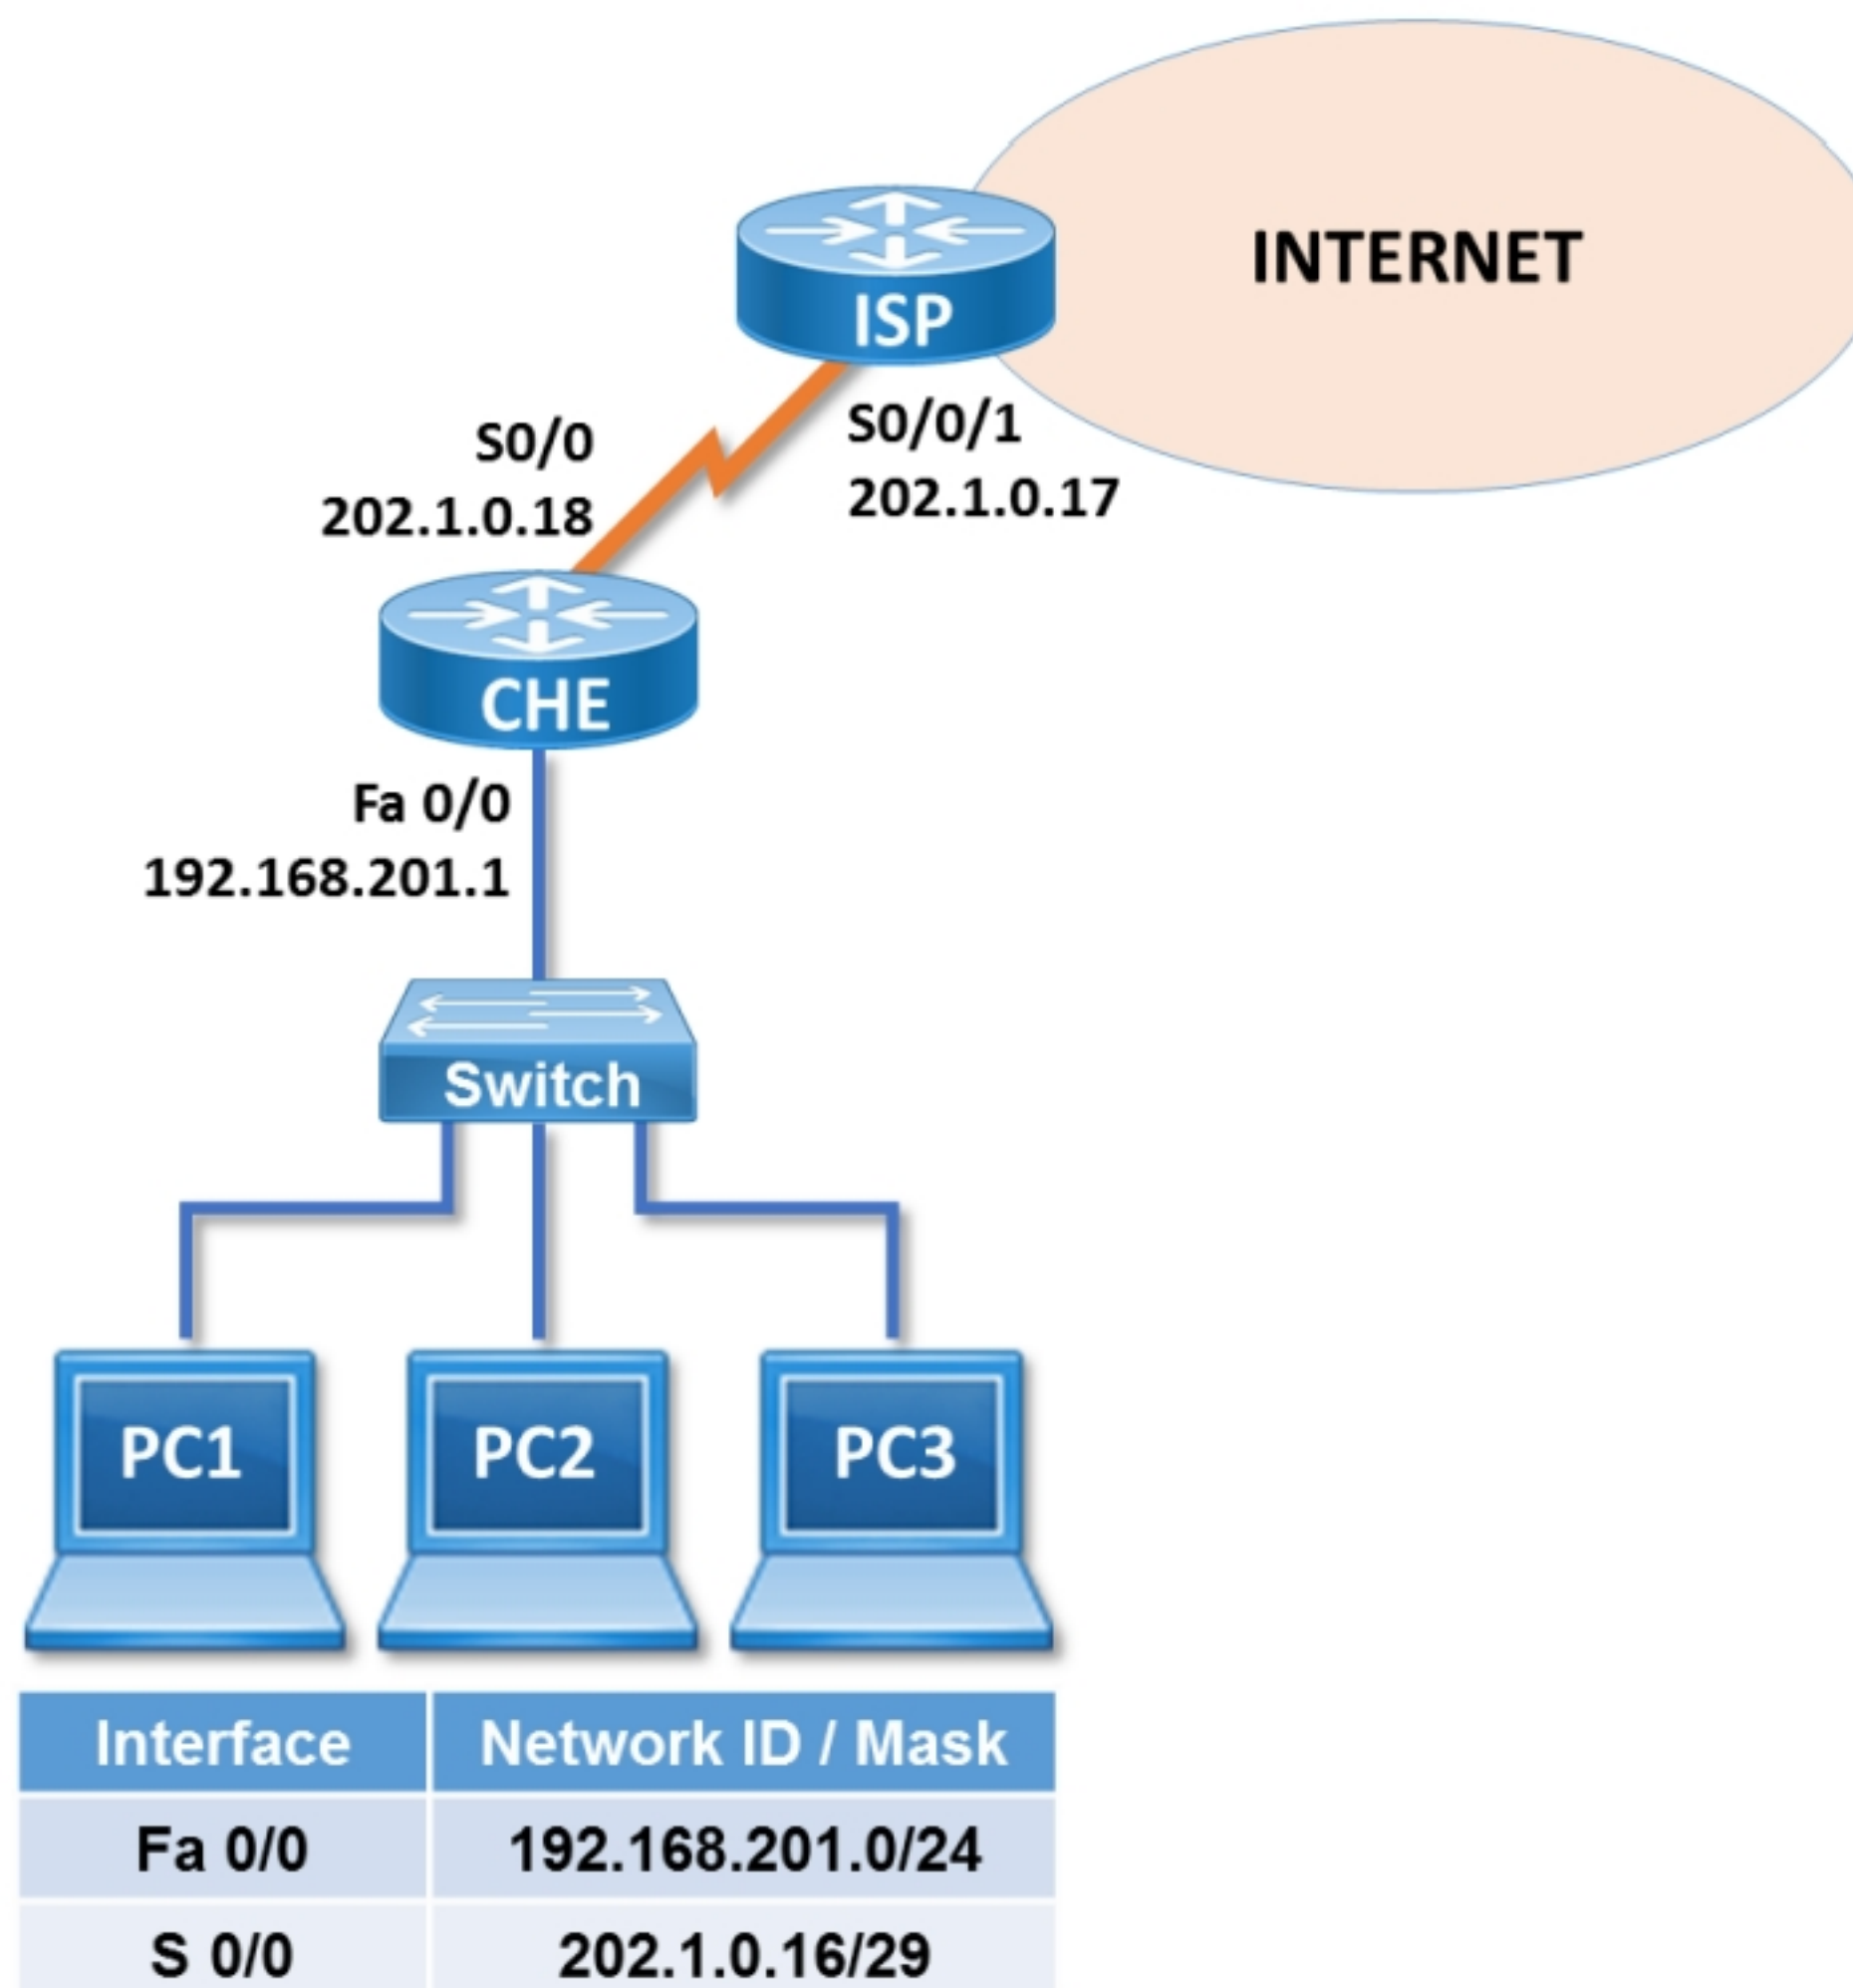 INTERNET
ISP
S0/0
202.1.0.18
S0/0/1
202.1.0.17
CHE
Fa 0/0
192.168.201.1
Switch
PC1 PC2 PC3
Interface Network ID / Mask
Fa 0/0 192.168.201.0/24
S 0/0 202.1.0.16/29